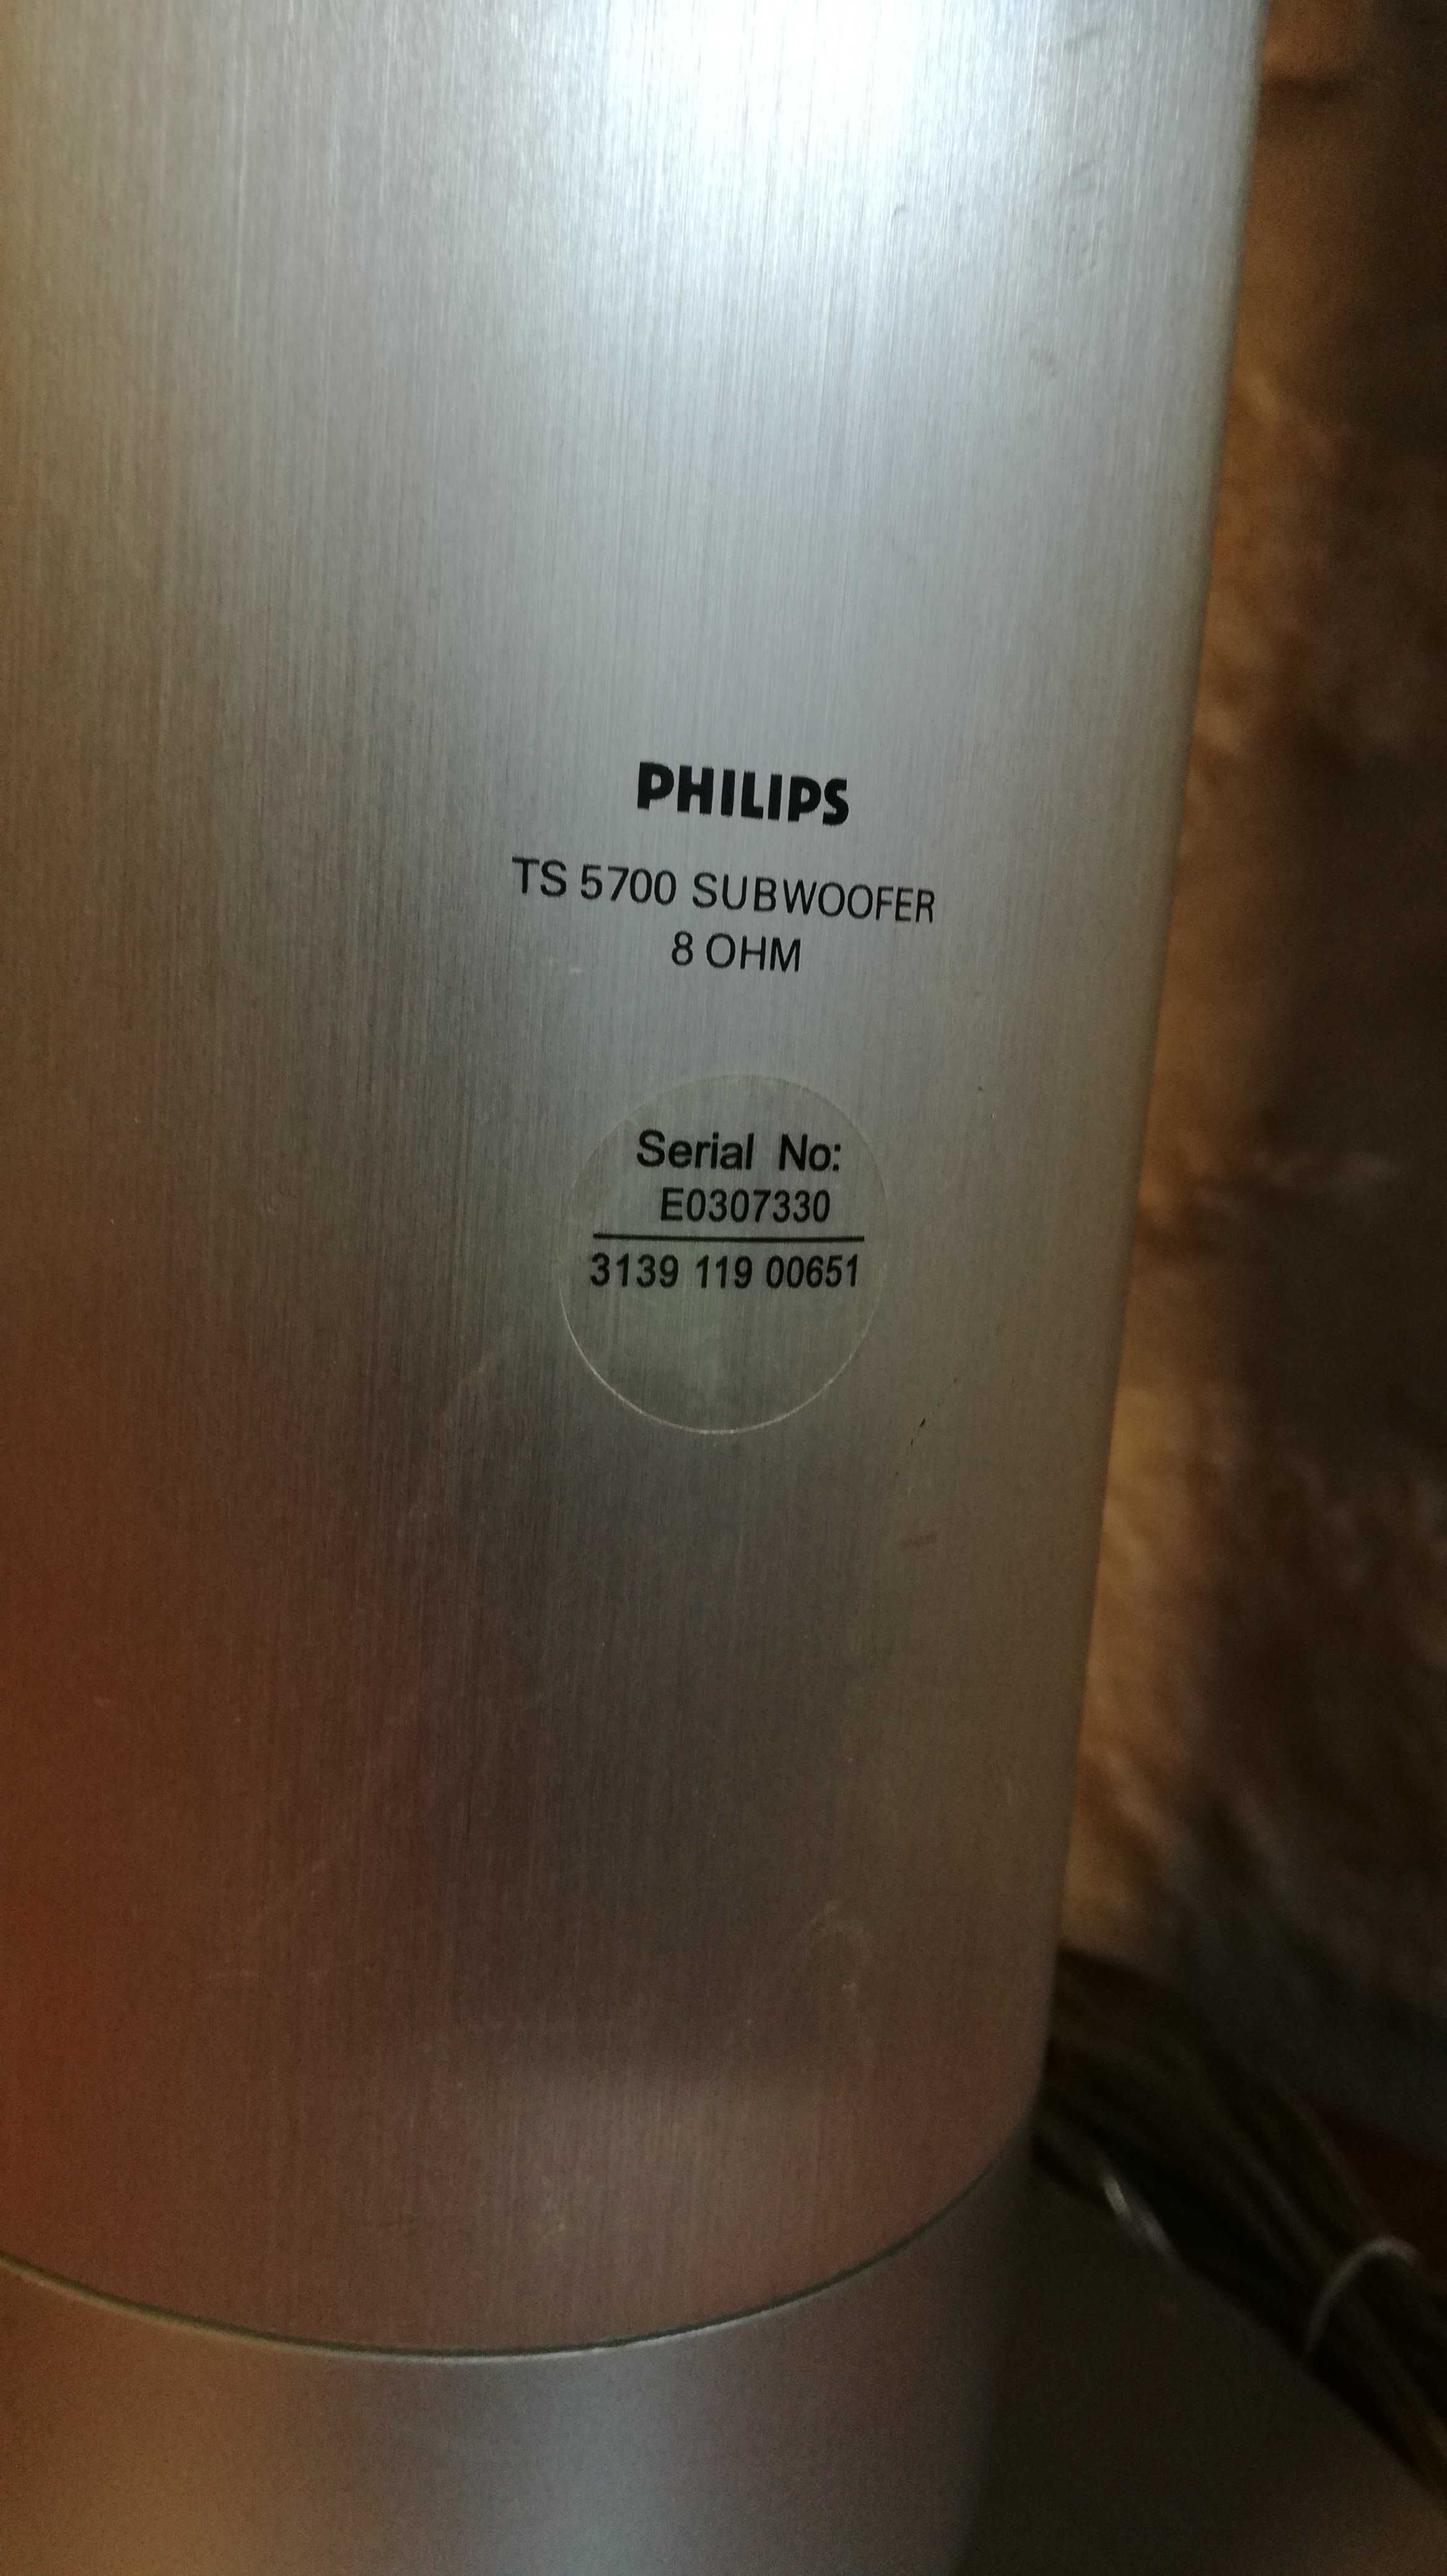 PHILIPS
TS 5700 SUBWOOFER
8 OHM
Serial No:
E0307330
3139 119 00651